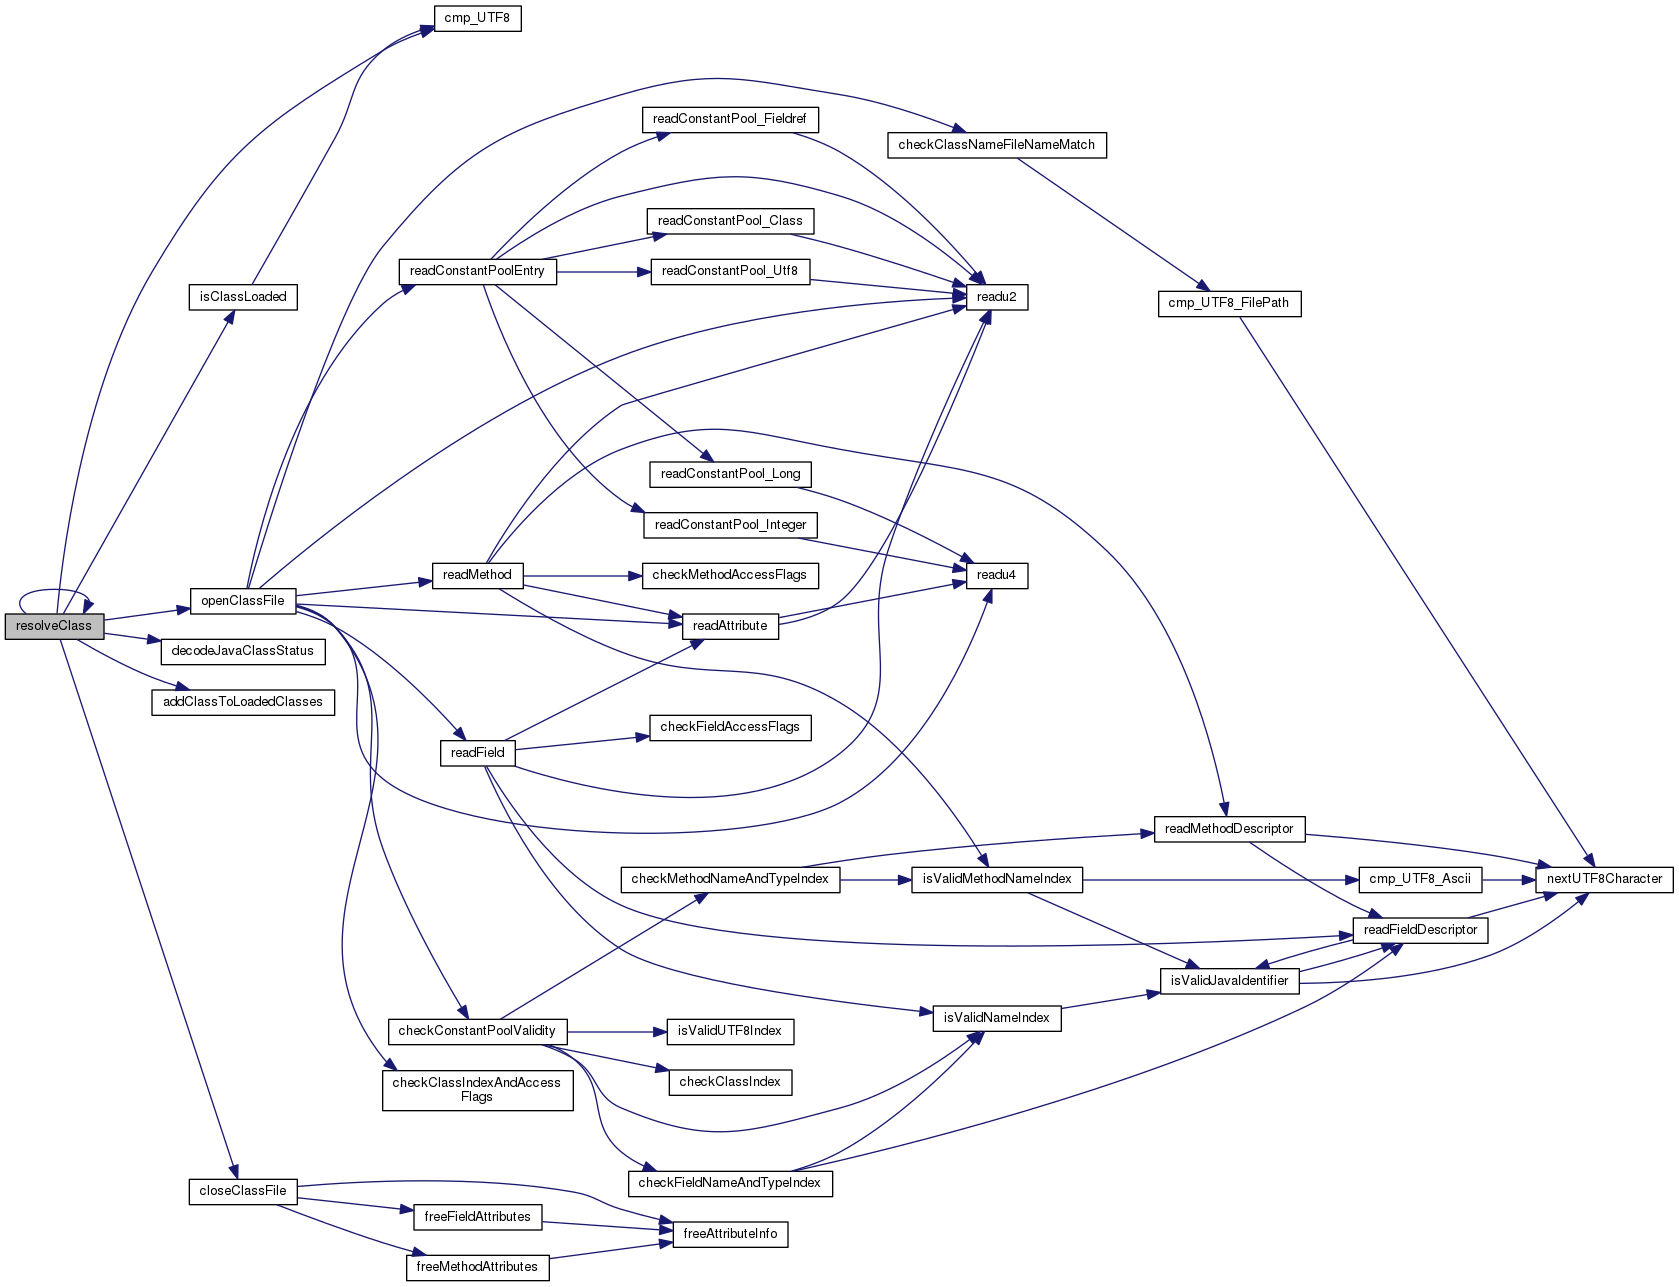 cmp_UTF8
readConstantPool_Fieldref
checkClassNameFileNameMatch
readConstantPool_Class
readConstantPoolEntry
readConstantPool_Utf8
isClassLoaded
readu2
cmp_UTF8_FilePath
readConstantPool_Long
readConstantPool_Integer
readMethod
checkMethodAccessFlags
readu4
openClassFile
resolveClass
readAttribute
decodeJavaClassStatus
addClassToLoadedClasses
checkFieldAccessFlags
readField
readMethodDescriptor
checkMethodNameAndTypeIndex
isValidMethodNameIndex
cmp_UTF8_Ascii
nextUTF8Character
readFieldDescriptor
isValidJavaIdentifier
isValidNameIndex
checkConstantPoolValidity
isValidUTF8Index
checkClassIndex
checkClassIndexAndAccess
Flags
checkFieldNameAndTypeIndex
closeClassFile
freeFieldAttributes
freeAttributeInfo
freeMethodAttributes